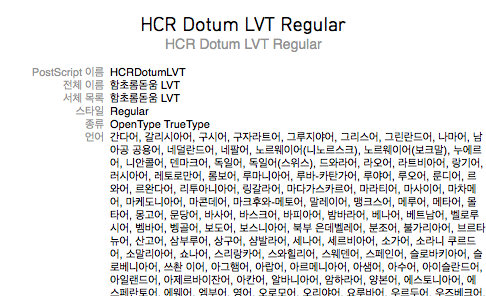 HCR Dotum LVT Regular
HCR Dotum LVT Regular
PostScript 이름 HCRDotumLVT
전체 이름 함초롬돋움 LVT
서체 목록 함초롬돋움 LVT
스타일 Regular
종류 OpenType TrueType
언어 간다어, 갈리시아어, 구시어, 구자라트어, 그루지야어, 그리스어, 그린란드어, 나마어, 남
아공 공용어, 네덜란드어, 네팔어, 노르웨이어(니노르스크), 노르웨이어(보크말), 누에르
어, 니안콜어, 덴마크어, 독일어, 독일어(스위스), 드와라어, 라오어, 라트비아어, 랑기어,
러시아어, 레토로만어, 롬보어, 루마니아어, 루바-카탄가어, 루야어, 루오어, 룬디어, 르
와어, 르완다어, 리투아니아어, 링갈라어, 마다가스카르어, 마라티어, 마사이어, 마차메
어, 마케도니아어, 마콘데어, 마크후와-메토어, 말레이어, 맹크스어, 메루어, 메타어, 몰
타어, 몽고어, 문당어, 바사어, 바스크어, 바피아어, 밤바라어, 베나어, 베트남어, 벨로루
시어, 벰바어, 벵골어, 보도어, 보스니아어, 북부 은데벨레어, 분조어, 불가리아어, 브르타
뉴어, 산고어, 삼부루어, 상구어, 샴발라어, 세나어, 세르비아어, 소가어, 소라니 쿠르드
어, 소말리아어, 쇼나어, 스리랑카어, 스와힐리어, 스웨덴어, 스페인어, 슬로바키아어, 슬
로베니아어, 쓰촨 이어, 아그햄어, 아랍어, 아르메니아어, 아샘어, 아수어, 아이슬란드어,
아일랜드어, 아제르바이잔어, 아칸어, 알바니아어, 암하라어, 양본어, 에스토니아어, 에
스페란토어, 에웨어, 엠부어, 영어, 오로모어, 오리야어, 요루바어, 우르두어, 우즈베크어,